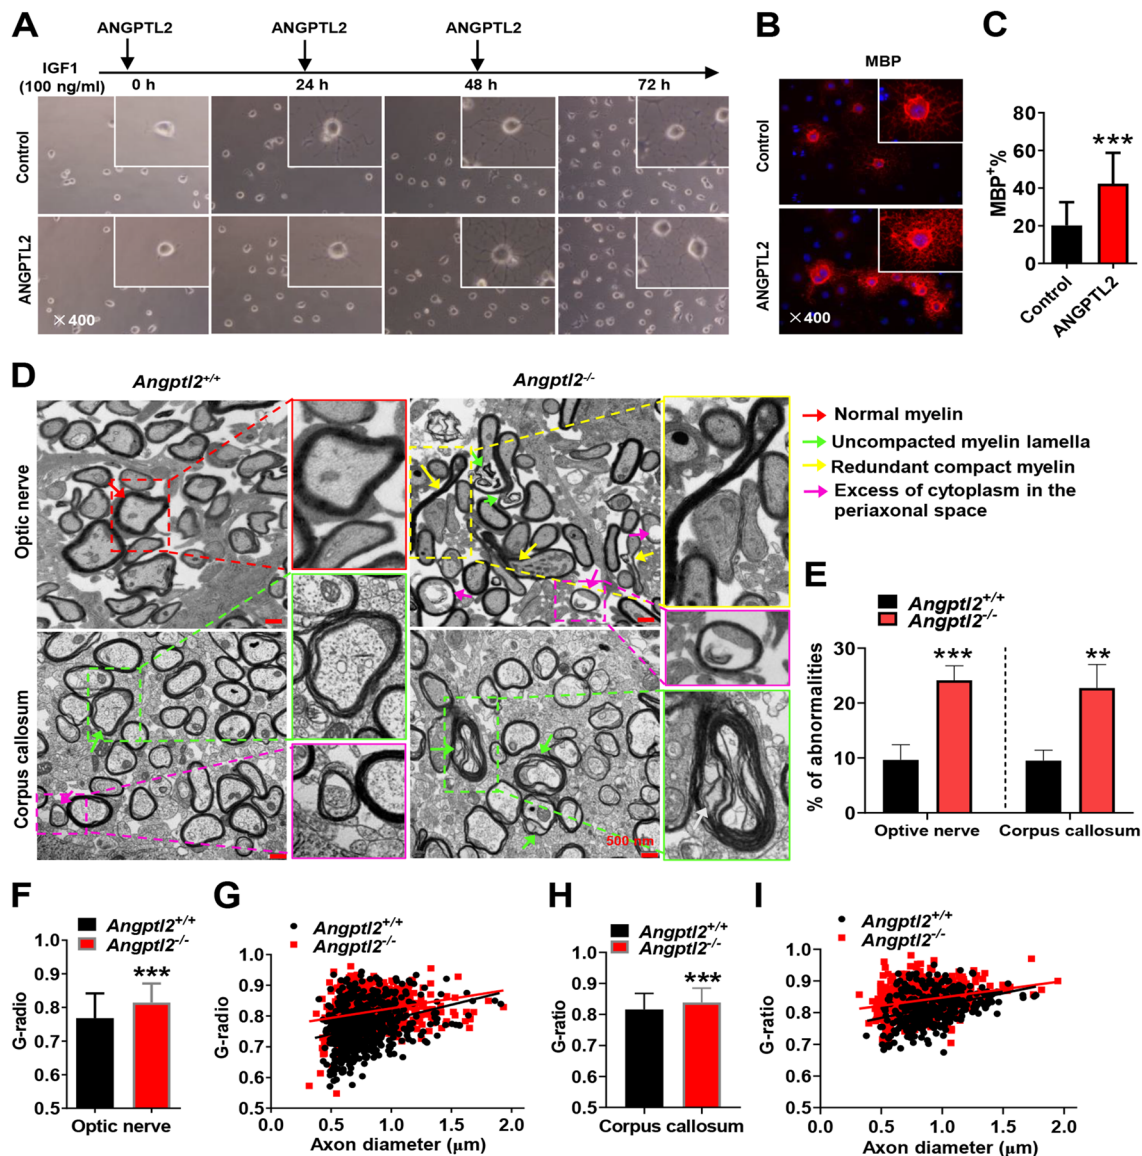 A
ANGPTL2 ANGPTL2 ANGPTL2
IGF1
(100 ng/ml)
0 h 24 h 48 h 72 h
Control
ANGPTL2
×400
B
MBP
Control
ANGPTL2
×400
C
***
MBP+%
80
60
40
20
0
Control
ANGPTL2
D
Angptl2+/+ Angptl2-/-
Optic nerve
Corpus callosum
500 nm
Normal myelin
Uncompacted myelin lamella
Redundant compact myelin
Excess of cytoplasm in the
periaxonal space
E
Angptl2+/+
Angptl2-/-
% of abnormalities
30
20
10
0
*** **
Optive nerve Corpus callosum
F
Angptl2+/+
Angptl2-/-
G-radio
1.0
0.9
0.8
0.7
0.6
0.5
***
Optic nerve
G
Angptl2+/+
Angptl2-/-
G-radio
1.0
0.9
0.8
0.7
0.6
0.5
0.0 0.5 1.0 1.5 2.0
Axon diameter (μm)
H
Angptl2+/+
Angptl2-/-
G-ratio
1.0
0.9
0.8
0.7
0.6
0.5
***
Corpus callosum
I
Angptl2+/+
Angptl2-/-
G-ratio
1.0
0.9
0.8
0.7
0.6
0.5
0.0 0.5 1.0 1.5 2.0
Axon diameter (μm)